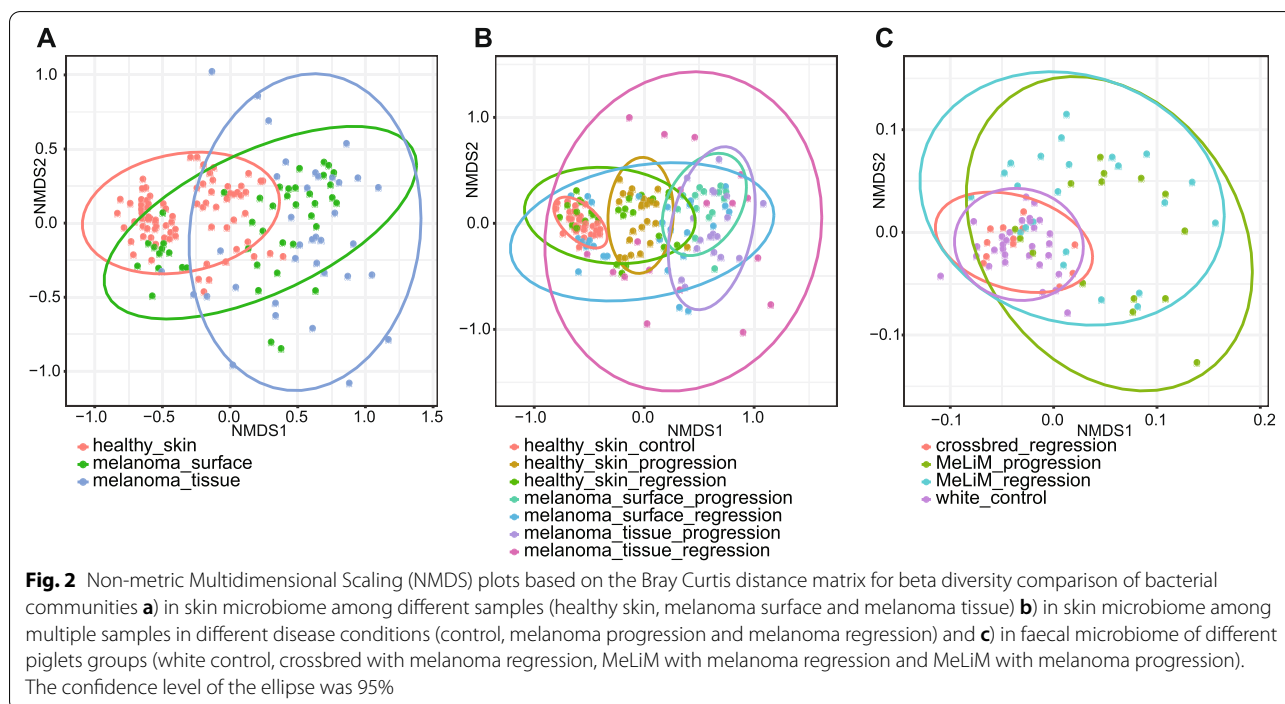 A
B
C
1.0
0.5
0.0
−0.5
−1.0
NMDS2
−1.0
−0.5
0.0
0.5
1.0
1.5
NMDS1
healthy_skin
melanoma_surface
melanoma_tissue
1.0
0.0
−1.0
NMDS2
−1.0
0.0
1.0
NMDS1
healthy_skin_control
healthy_skin_progression
healthy_skin_regression
melanoma_surface_progression
melanoma_surface_regression
melanoma_tissue_progression
melanoma_tissue_regression
0.1
0.0
−0.1
NMDS2
−0.1
0.0
0.1
0.2
NMDS1
crossbred_regression
MeLiM_progression
MeLiM_regression
white_control
Fig. 2 Non-metric Multidimensional Scaling (NMDS) plots based on the Bray Curtis distance matrix for beta diversity comparison of bacterial
communities a) in skin microbiome among different samples (healthy skin, melanoma surface and melanoma tissue) b) in skin microbiome among
multiple samples in different disease conditions (control, melanoma progression and melanoma regression) and c) in faecal microbiome of different
piglets groups (white control, crossbred with melanoma regression, MeLiM with melanoma regression and MeLiM with melanoma progression).
The confidence level of the ellipse was 95%